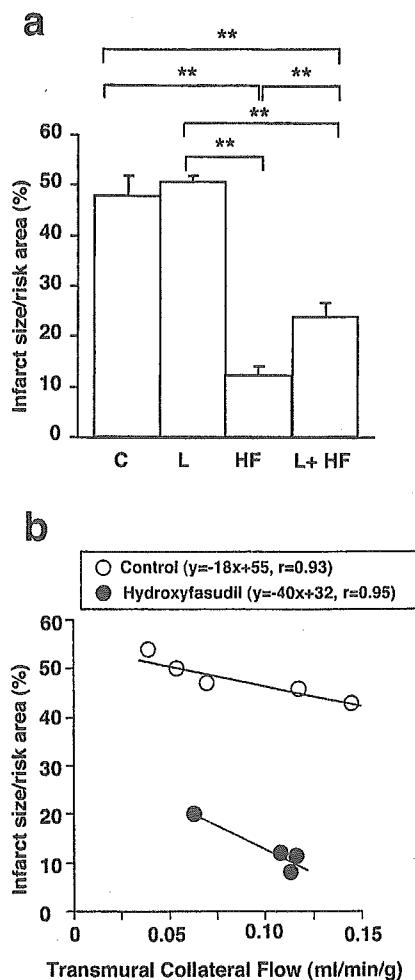 a
**
** **
**
**
60
50
40
30
20
10
0
Infarct size/risk area (%)
C L HF L+ HF
b
Control (y=-18x+55, r=0.93)
Hydroxyfasudil (y=-40x+32, r=0.95)
60
50
40
30
20
10
0
Infarct size/risk area (%)
0 0.05 0.10 0.15
Transmural Collateral Flow (ml/min/g)